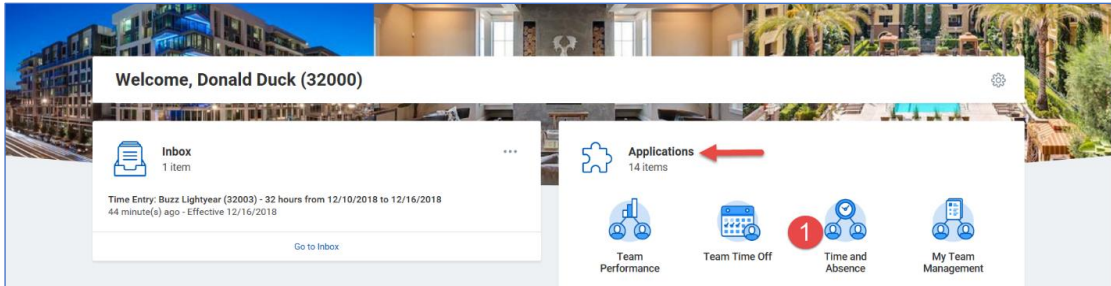 Welcome, Donald Duck (32000)
Inbox
1 item
Time Entry: Buzz Lightyear (32003) - 32 hours from 12/10/2018 to 12/16/2018
44 minute(s) ago - Effective 12/16/2018
Go to Inbox
Applications
14 items
1
Team
Performance
Team Time Off
Time and
Absence
My Team
Management